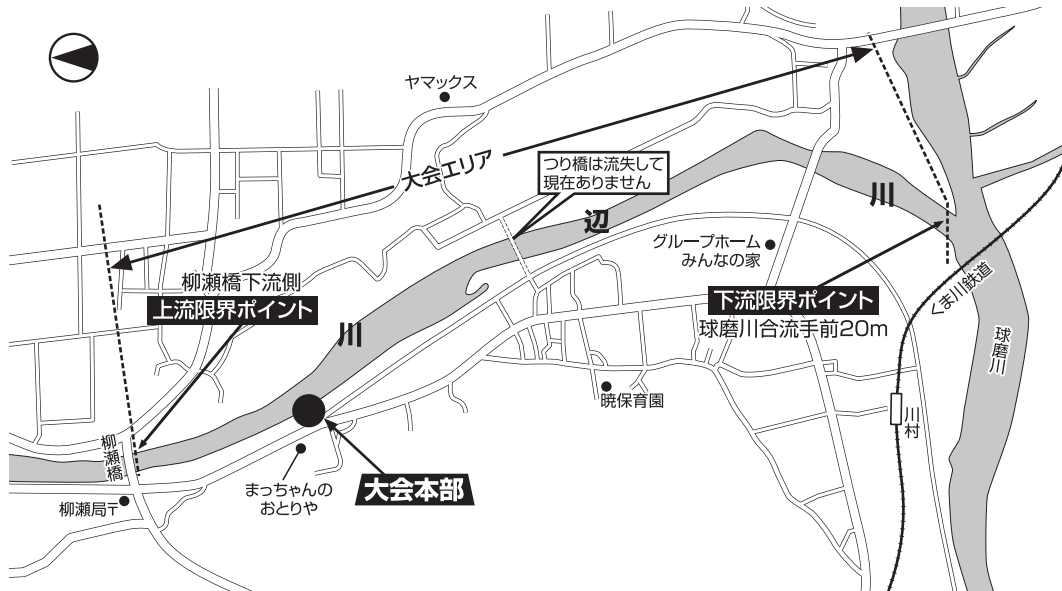 ヤマックス
大会エリア
つり橋は流失して
現在ありません
川
辺
川
グループホーム
みんなの家
柳瀬橋下流側
上流限界ポイント
下流限界ポイント
球磨川合流手前20m
くま川鉄道
球磨川
暁保育園
川村
柳瀬橋
大会本部
まっちゃんの
おとりや
柳瀬局〒